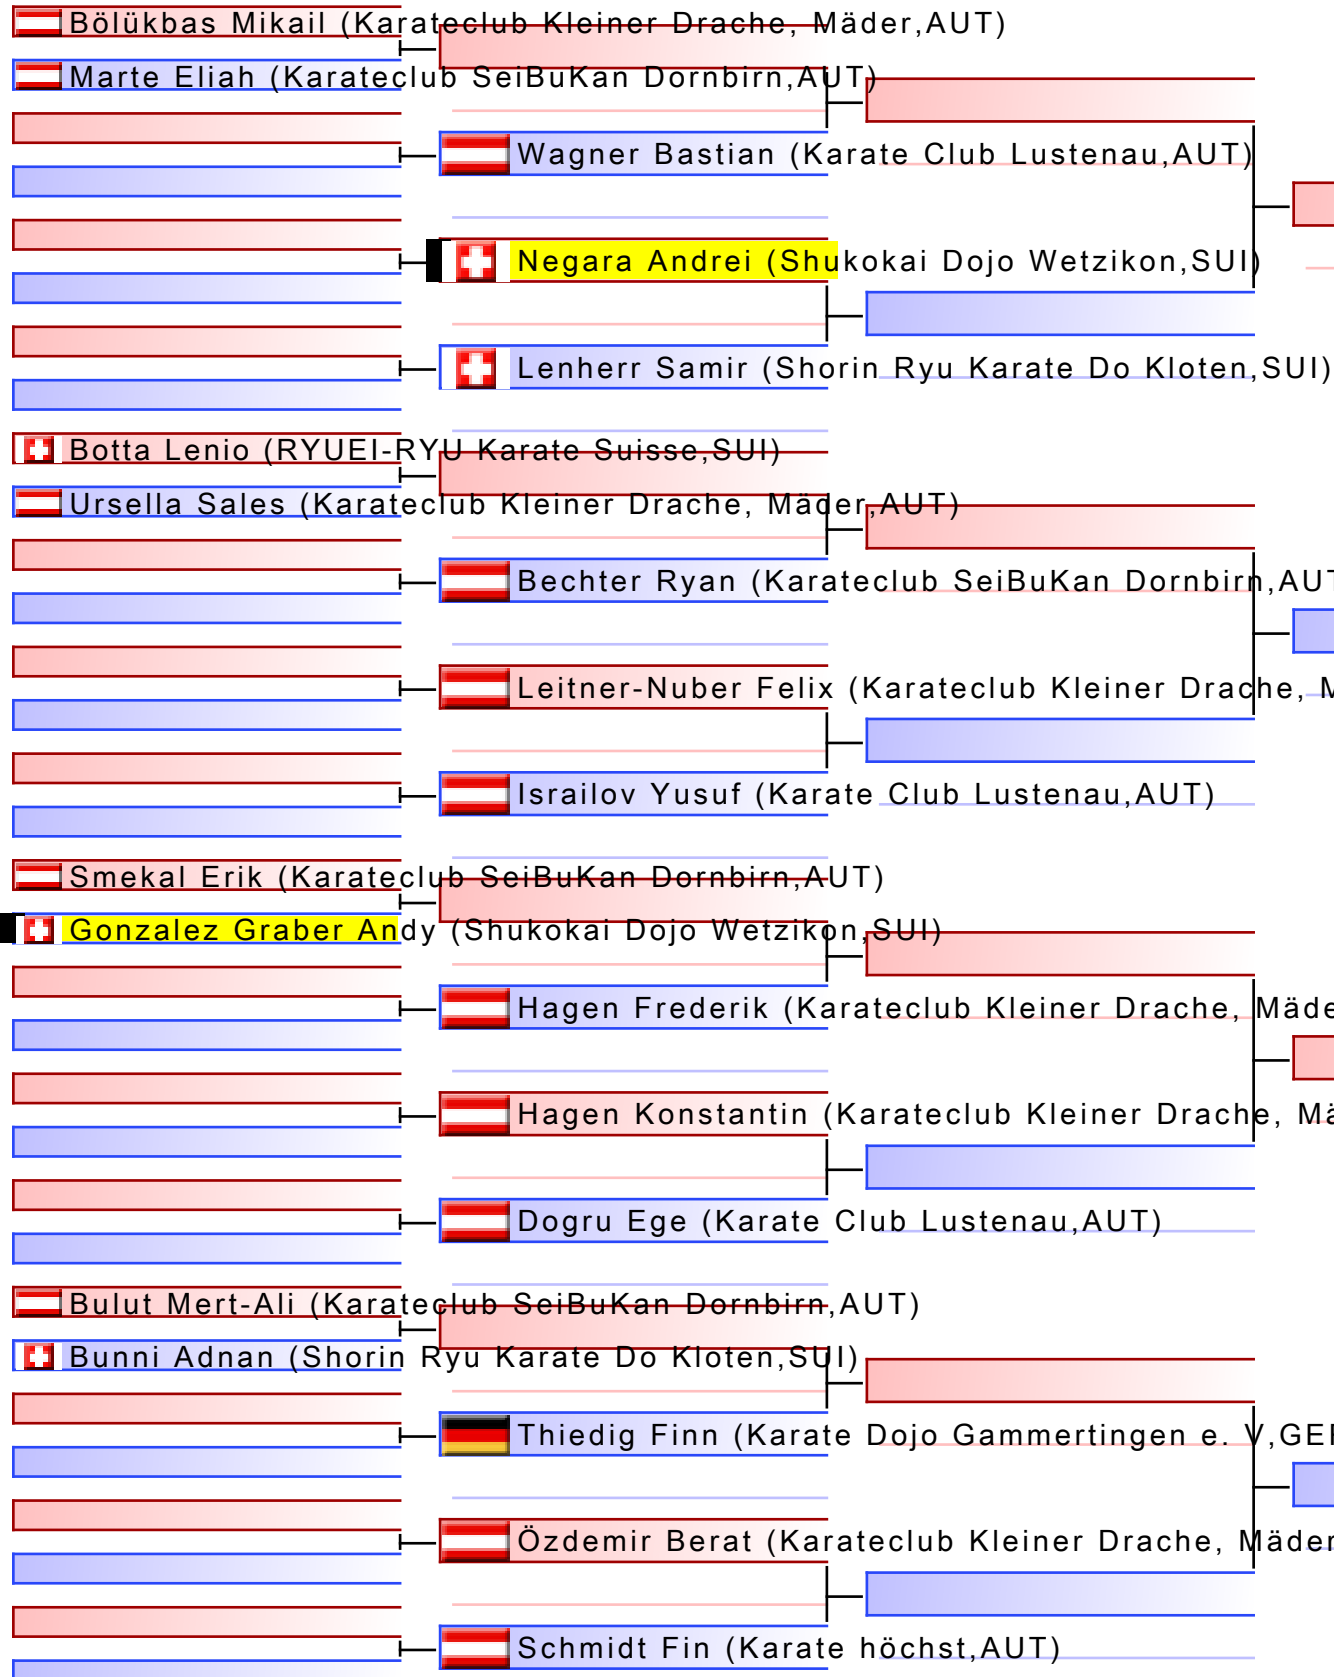 Bölükbas Mikail (Karateclub Kleiner Drache, Mäder,AUT)
Marte Eliah (Karateclub SeiBuKan Dornbirn,AUT)
Wagner Bastian (Karate Club Lustenau,AUT)
Negara Andrei (Shukokai Dojo Wetzikon,SUI)
Lenherr Samir (Shorin Ryu Karate Do Kloten,SUI)
Botta Lenio (RYUEI-RYU Karate Suisse,SUI)
Ursella Sales (Karateclub Kleiner Drache, Mäder,AUT)
Bechter Ryan (Karateclub SeiBuKan Dornbirn,AUT
Leitner-Nuber Felix (Karateclub Kleiner Drache, M
Israilov Yusuf (Karate Club Lustenau,AUT)
Smekal Erik (Karateclub SeiBuKan Dornbirn,AUT)
Gonzalez Graber Andy (Shukokai Dojo Wetzikon,SUI)
Hagen Frederik (Karateclub Kleiner Drache, Mäde
Hagen Konstantin (Karateclub Kleiner Drache, Mä
Dogru Ege (Karate Club Lustenau,AUT)
Bulut Mert-Ali (Karateclub SeiBuKan Dornbirn,AUT)
Bunni Adnan (Shorin Ryu Karate Do Kloten,SUI)
Thiedig Finn (Karate Dojo Gammertingen e. V,GER
Özdemir Berat (Karateclub Kleiner Drache, Mäder
Schmidt Fin (Karate höchst,AUT)